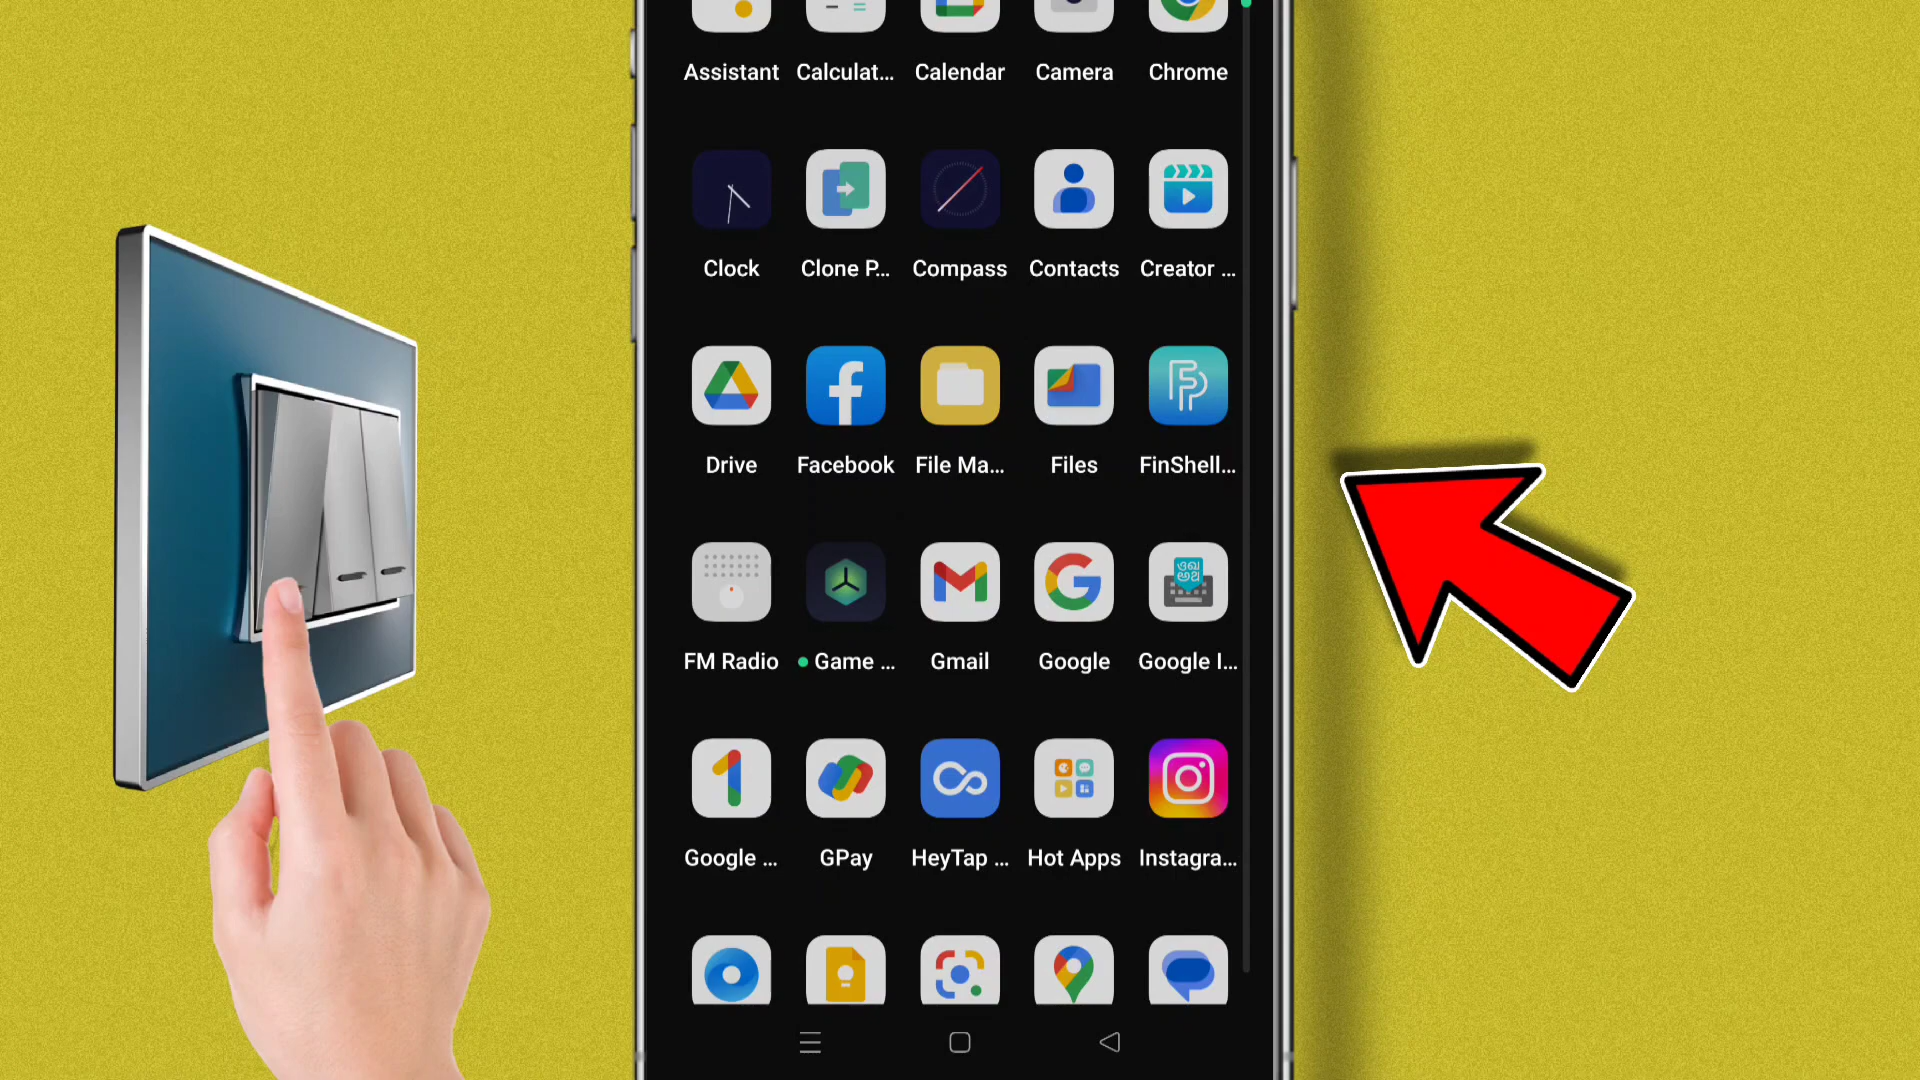 Assistant Calculat... Calendar Camera Chrome
Clock Clone P... Compass Contacts Creator ...
Drive Facebook File Ma... Files FinShell...
FM Radio Game ... Gmail Google Google I...
Google ... GPay HeyTap ... Hot Apps Instagra...